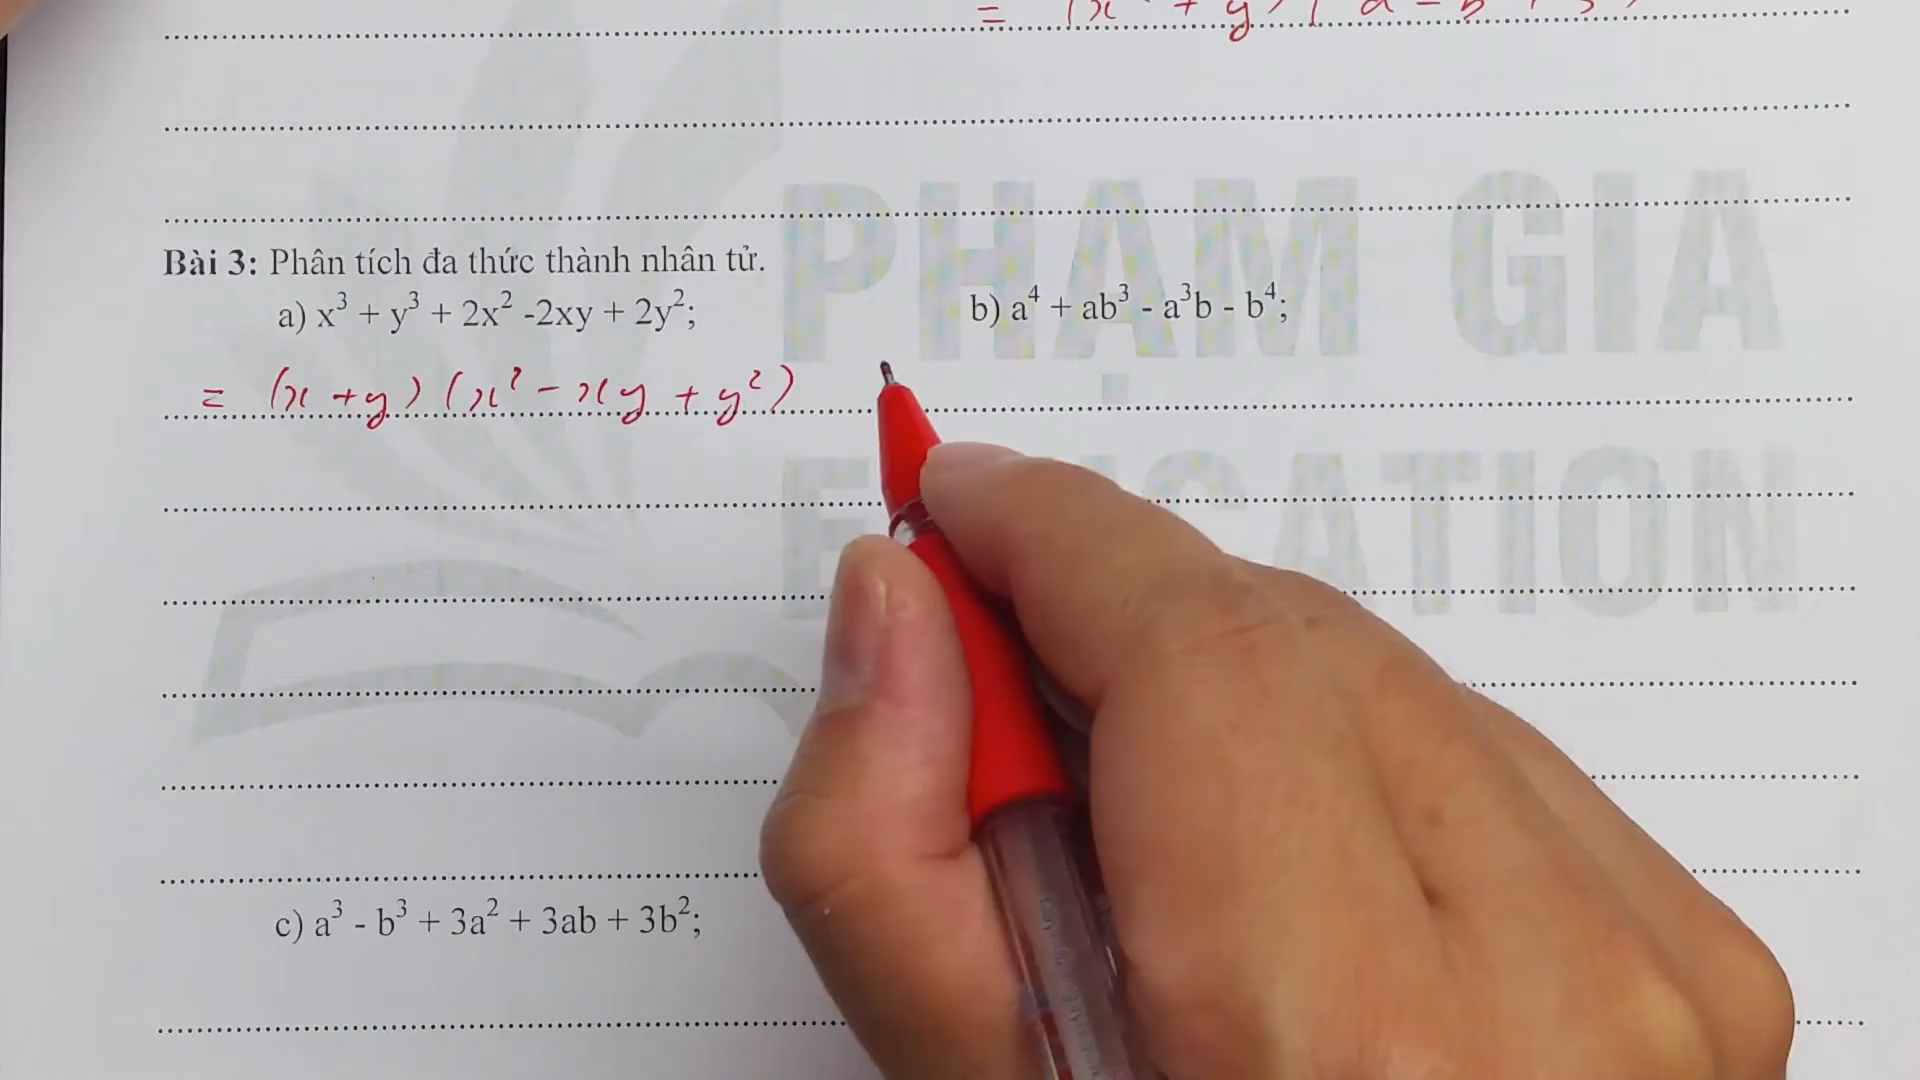 Bài 3: Phân tích đa thức thành nhân tử.
a) x³ + y³ + 2x² -2xy + 2y²; b) a⁴ + ab³ - a³b - b⁴;
= (x + y) (x² - xy + y²)
c) a³ - b³ + 3a² + 3ab + 3b²;
PHẠM GIA